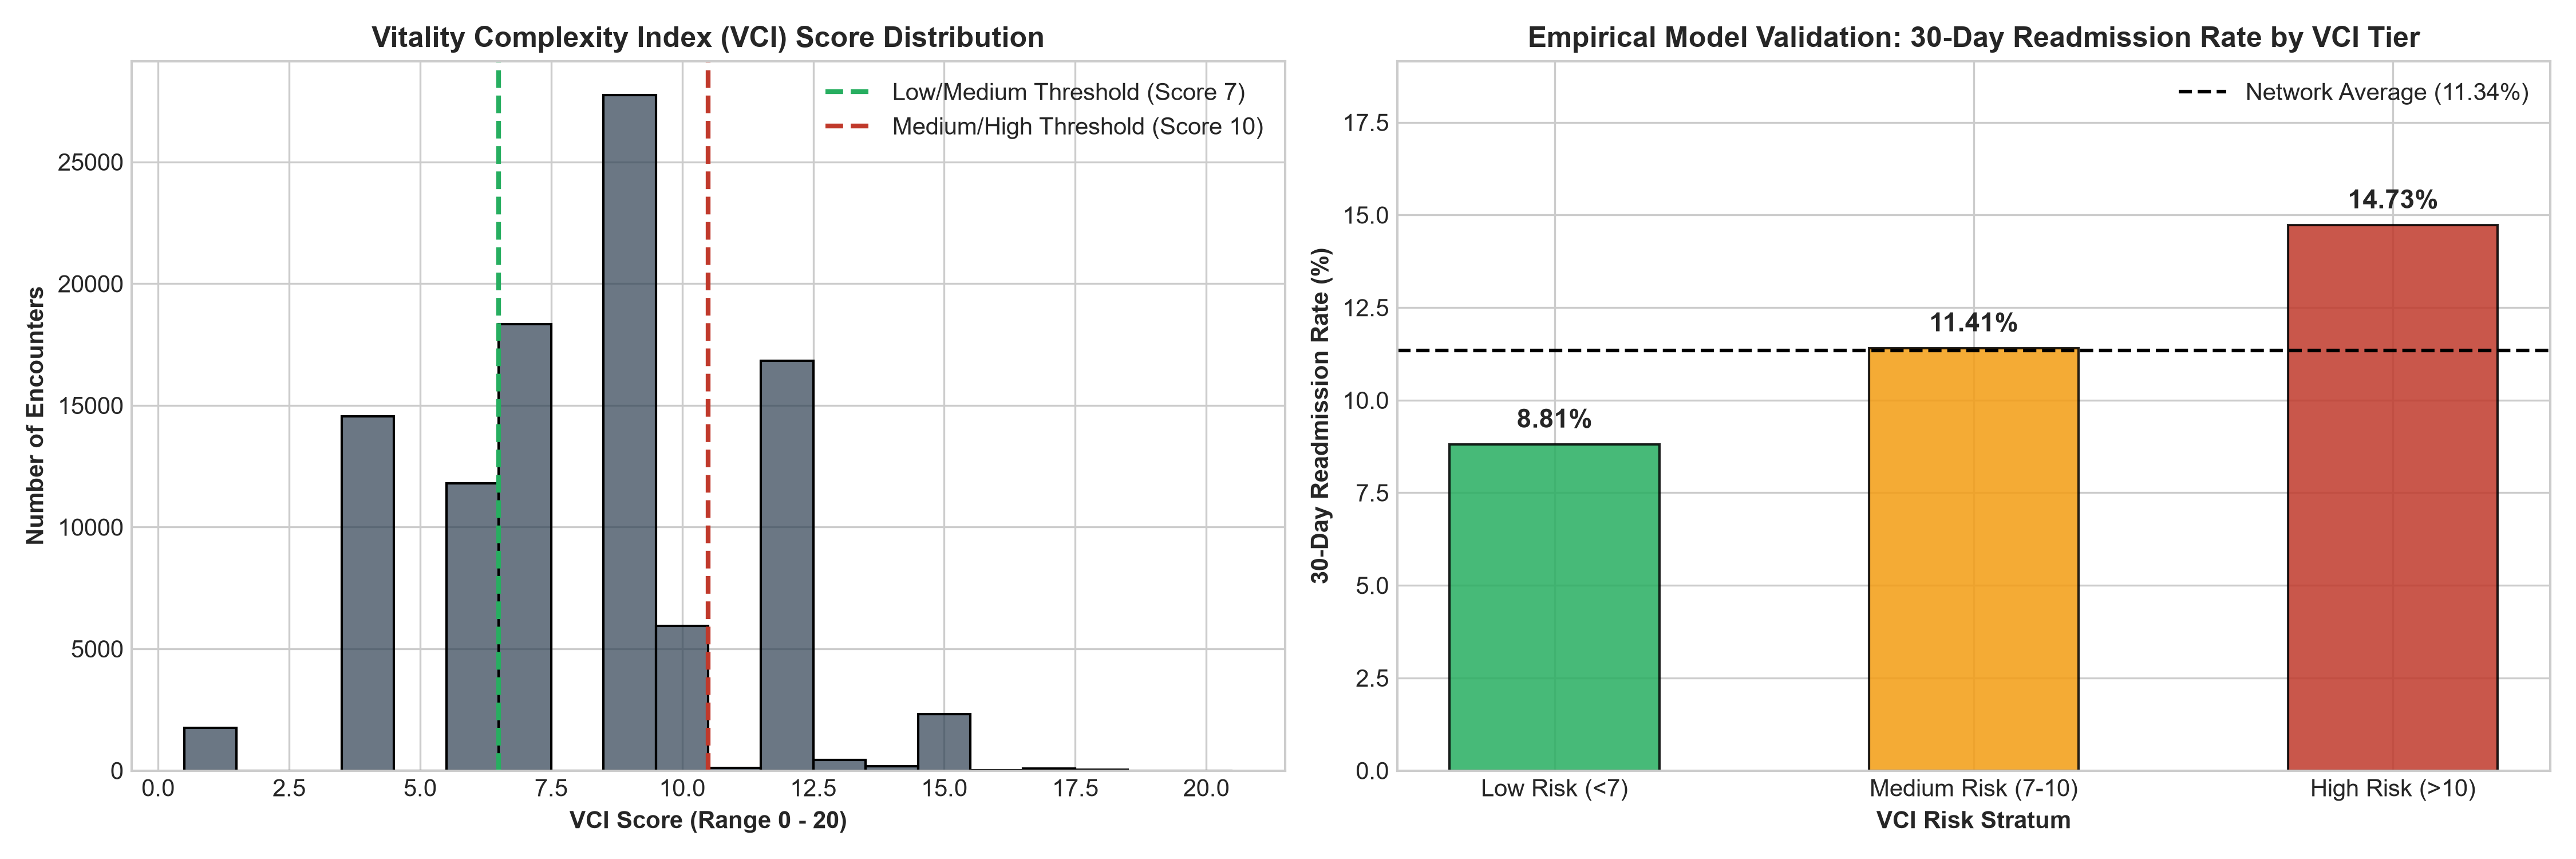 Vitality Complexity Index (VCI) Score Distribution
Low/Medium Threshold (Score 7)
Medium/High Threshold (Score 10)
Number of Encounters
25000
20000
15000
10000
5000
0
0.0 2.5 5.0 7.5 10.0 12.5 15.0 17.5 20.0
VCI Score (Range 0 - 20)
Empirical Model Validation: 30-Day Readmission Rate by VCI Tier
Network Average (11.34%)
30-Day Readmission Rate (%)
17.5
15.0
12.5
10.0
7.5
5.0
2.5
0.0
8.81%
11.41%
14.73%
Low Risk (<7) Medium Risk (7-10) High Risk (>10)
VCI Risk Stratum